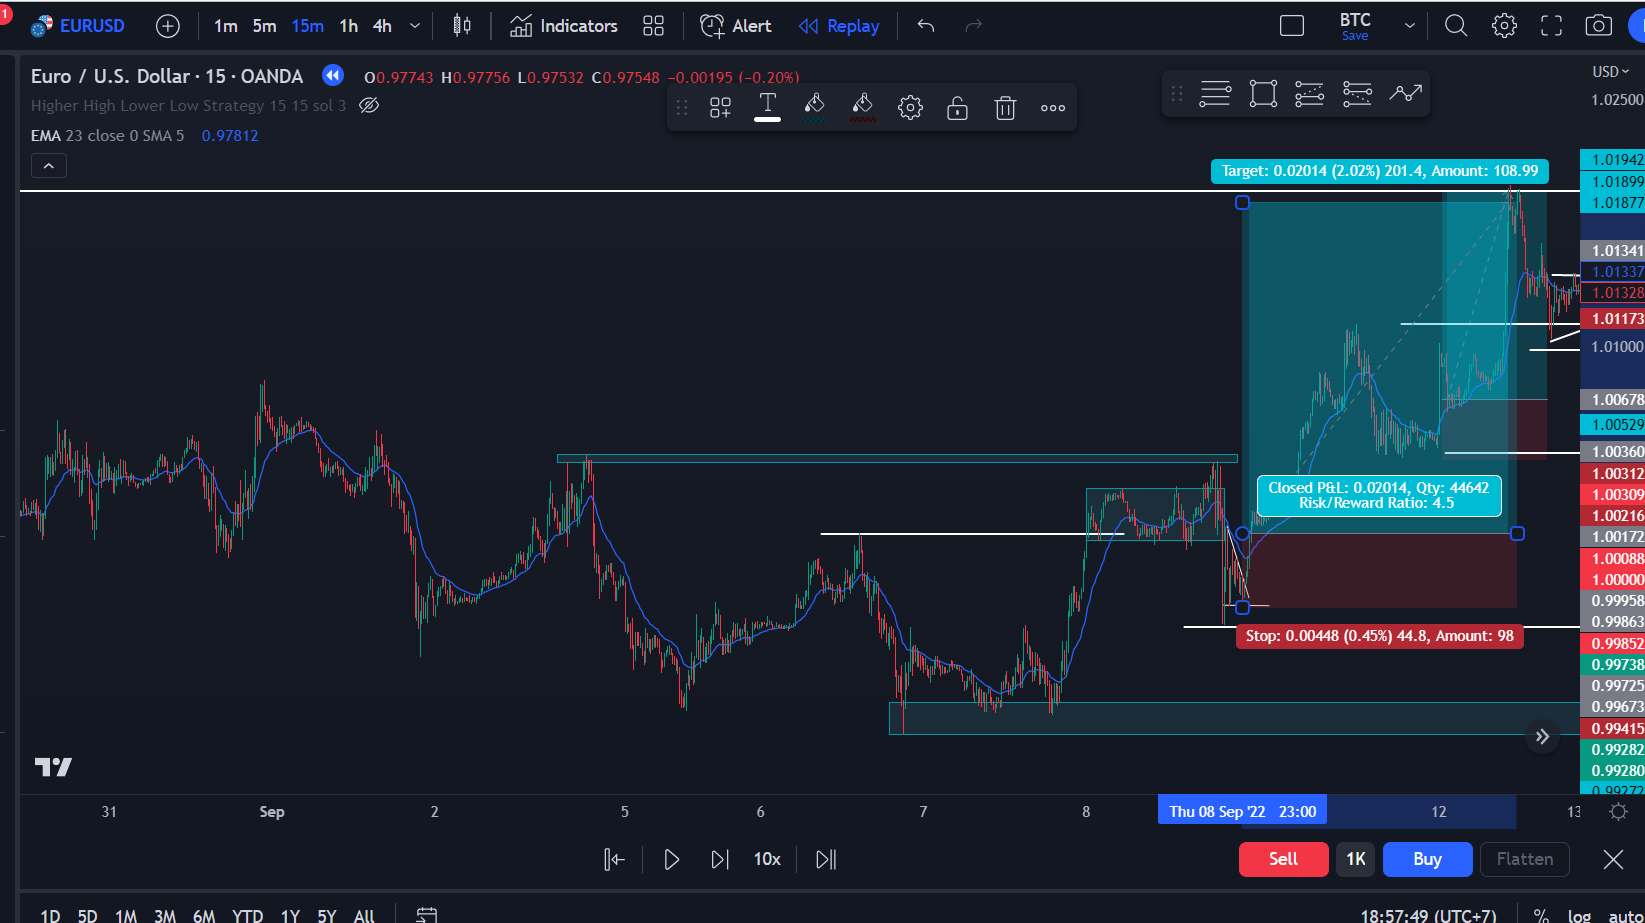 1
EURUSD
1m 5m 15m 1h 4h
Indicators
Alert
Replay
BTC
Save
Euro / U.S. Dollar · 15 · OANDA
O0.97743 H0.97756 L0.97532 C0.97548 −0.00195 (−0.20%)
Higher High Lower Low Strategy 15 15 sol 3
EMA 23 close 0 SMA 5 0.97812
T
USD
1.02500
Target: 0.02014 (2.02%) 201.4, Amount: 108.99
1.01942
1.01899
1.01877
1.01341
1.01337
1.01328
1.01173
1.01000
1.00678
1.00529
1.00360
1.00312
1.00309
1.00216
1.00172
1.00088
1.00000
0.99958
0.99863
0.99852
0.99738
0.99725
0.99673
0.99415
0.99282
0.99280
0.99272
Closed P&L: 0.02014, Qty: 44642
Risk/Reward Ratio: 4.5
Stop: 0.00448 (0.45%) 44.8, Amount: 98
31 Sep 2 5 6 7 8 Thu 08 Sep '22 23:00 12 13
10x
Sell 1K Buy Flatten
1D 5D 1M 3M 6M YTD 1Y 5Y All
18:57:49 (UTC+7) % log auto